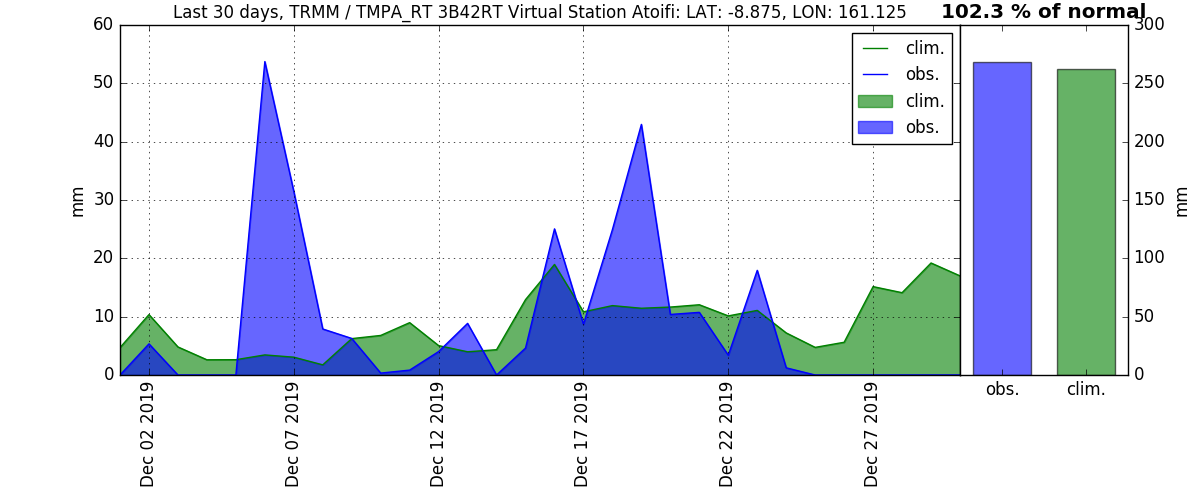 Last 30 days, TRMM / TMPA_RT 3B42RT Virtual Station Atoifi: LAT: -8.875, LON: 161.125
102.3 % of normal
60
50
40
30
20
10
0
mm
clim.
obs.
clim.
obs.
300
250
200
150
100
50
0
mm
Dec 02 2019
Dec 07 2019
Dec 12 2019
Dec 17 2019
Dec 22 2019
Dec 27 2019
obs.
clim.